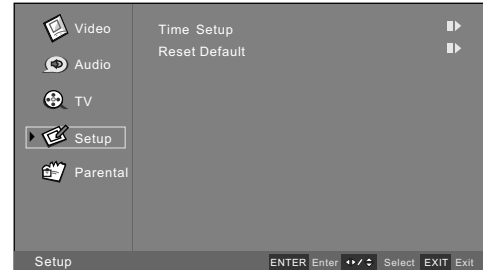 Video
Audio
TV
Setup
Parental
Time Setup
Reset Default
Setup
ENTER Enter Select EXIT Exit